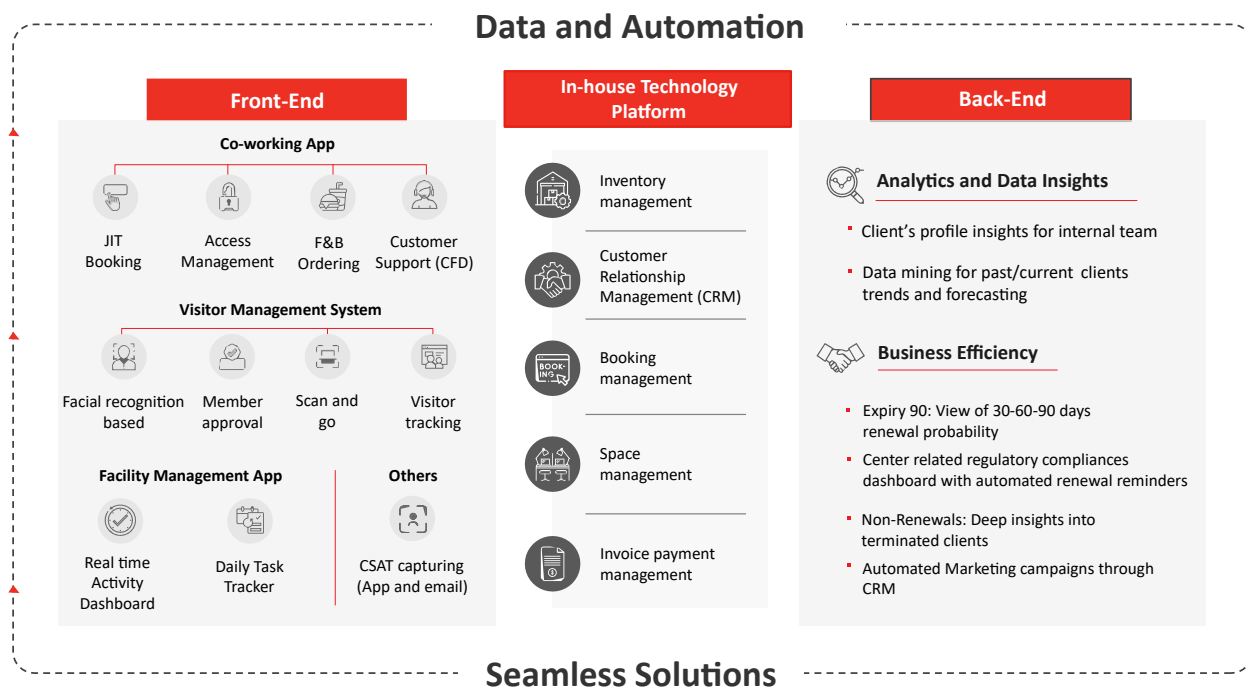 Data and Automation
Front-End
Co-working App
JIT
Booking
Access
Management
F&B
Ordering
Customer
Support (CFD)
Visitor Management System
Facial recognition
based
Member
approval
Scan and
go
Visitor
tracking
Facility Management App
Real time
Activity
Dashboard
Daily Task
Tracker
Others
CSAT capturing
(App and email)
In-house Technology
Platform
Inventory
management
Customer
Relationship
Management (CRM)
BOOK-
ING
Booking
management
Space
management
Invoice payment
management
Back-End
Analytics and Data Insights
Client’s profile insights for internal team
Data mining for past/current clients
trends and forecasting
Business Efficiency
Expiry 90: View of 30-60-90 days
renewal probability
Center related regulatory compliances
dashboard with automated renewal reminders
Non-Renewals: Deep insights into
terminated clients
Automated Marketing campaigns through
CRM
Seamless Solutions